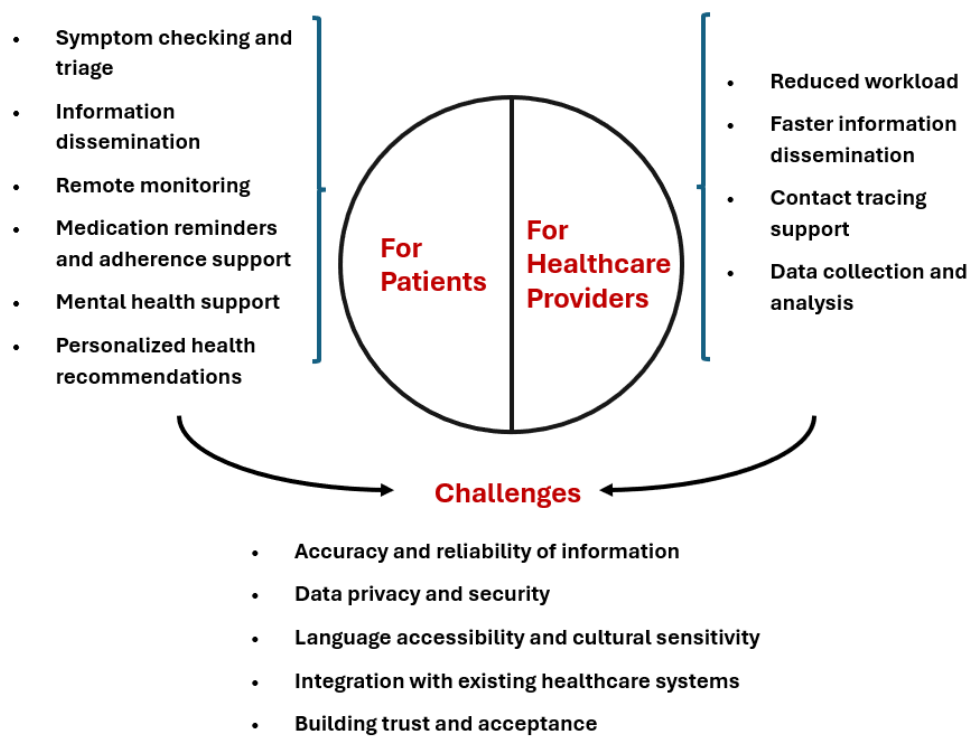 • Symptom checking and
triage
• Information
dissemination
• Remote monitoring
• Medication reminders
and adherence support
• Mental health support
• Personalized health
recommendations
For
Patients
For
Healthcare
Providers
• Reduced workload
• Faster information
dissemination
• Contact tracing
support
• Data collection and
analysis
Challenges
• Accuracy and reliability of information
• Data privacy and security
• Language accessibility and cultural sensitivity
• Integration with existing healthcare systems
• Building trust and acceptance